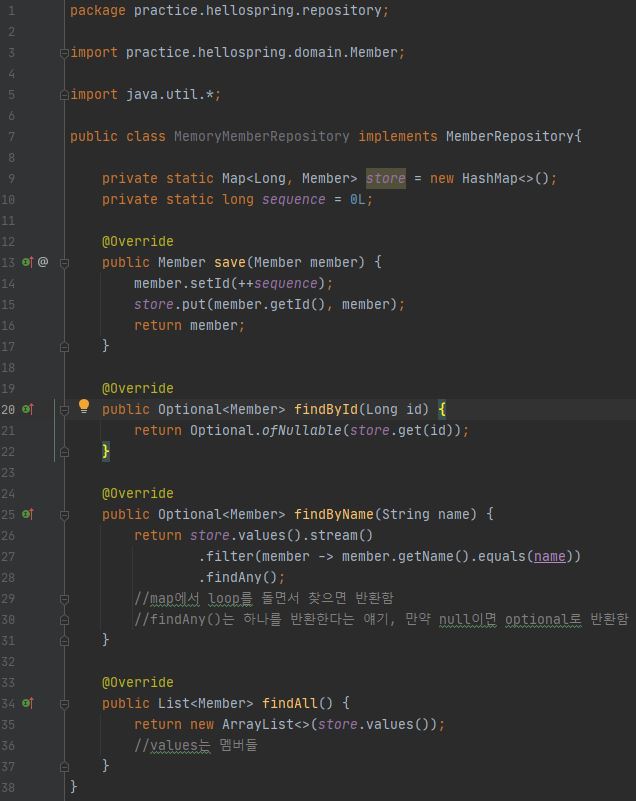 1 package practice.hellospring.repository;
2
3 import practice.hellospring.domain.Member;
4
5 import java.util.*;
6
7 public class MemoryMemberRepository implements MemberRepository{
8
9     private static Map<Long, Member> store = new HashMap<>();
10     private static long sequence = 0L;
11
12     @Override
13 @     public Member save(Member member) {
14         member.setId(++sequence);
15         store.put(member.getId(), member);
16         return member;
17     }
18
19     @Override
20     public Optional<Member> findById(Long id) {
21         return Optional.ofNullable(store.get(id));
22     }
23
24     @Override
25     public Optional<Member> findByName(String name) {
26         return store.values().stream()
27                 .filter(member -> member.getName().equals(name))
28                 .findAny();
29         //map에서 loop를 돌면서 찾으면 반환함
30         //findAny()는 하나를 반환한다는 얘기, 만약 null이면 optional로 반환함
31     }
32
33     @Override
34     public List<Member> findAll() {
35         return new ArrayList<>(store.values());
36         //values는 멤버들
37     }
38 }